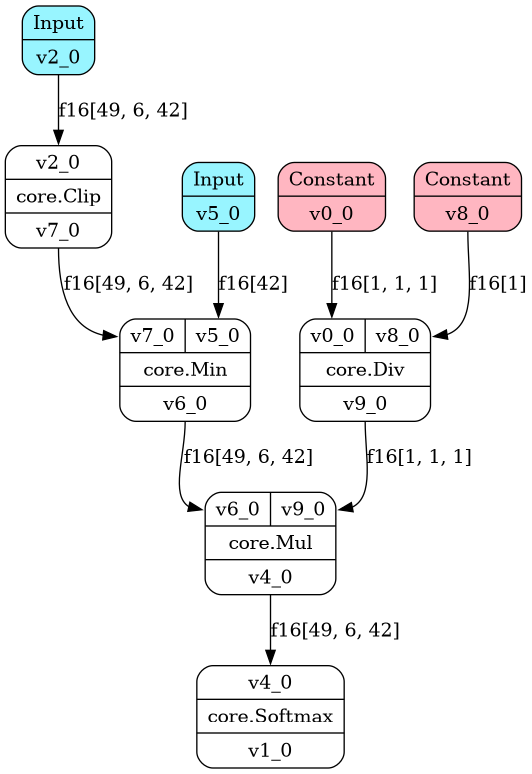 Input
v2_0
f16[49, 6, 42]
v2_0
core.Clip
v7_0
Input
v5_0
Constant
v0_0
Constant
v8_0
f16[49, 6, 42]
f16[42]
f16[1, 1, 1]
f16[1]
v7_0 v5_0
core.Min
v6_0
v0_0 v8_0
core.Div
v9_0
f16[49, 6, 42]
f16[1, 1, 1]
v6_0 v9_0
core.Mul
v4_0
f16[49, 6, 42]
v4_0
core.Softmax
v1_0